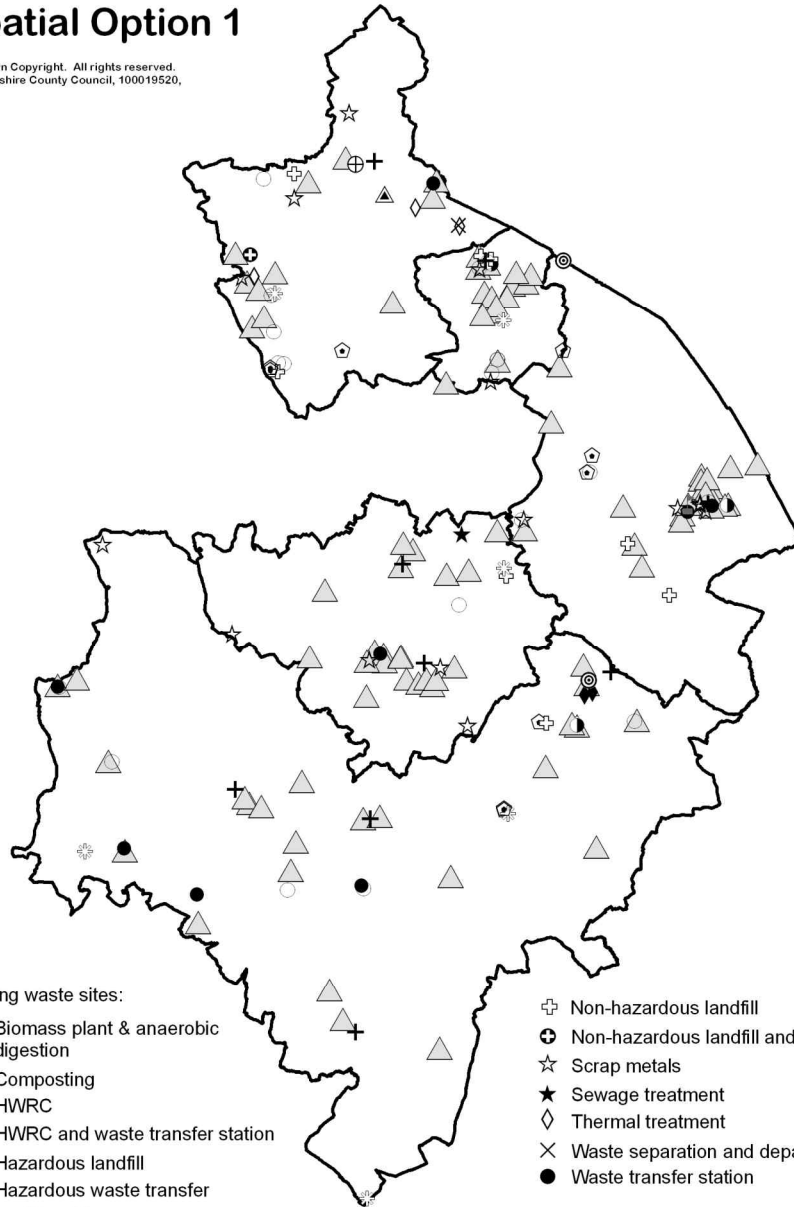 patial Option 1
n Copyright. All rights reserved.
shire County Council, 100019520,
ng waste sites:
Biomass plant & anaerobic
digestion
Composting
HWRC
HWRC and waste transfer station
Hazardous landfill
Hazardous waste transfer
Non-hazardous landfill
Non-hazardous landfill and
Scrap metals
Sewage treatment
Thermal treatment
Waste separation and depa
Waste transfer station